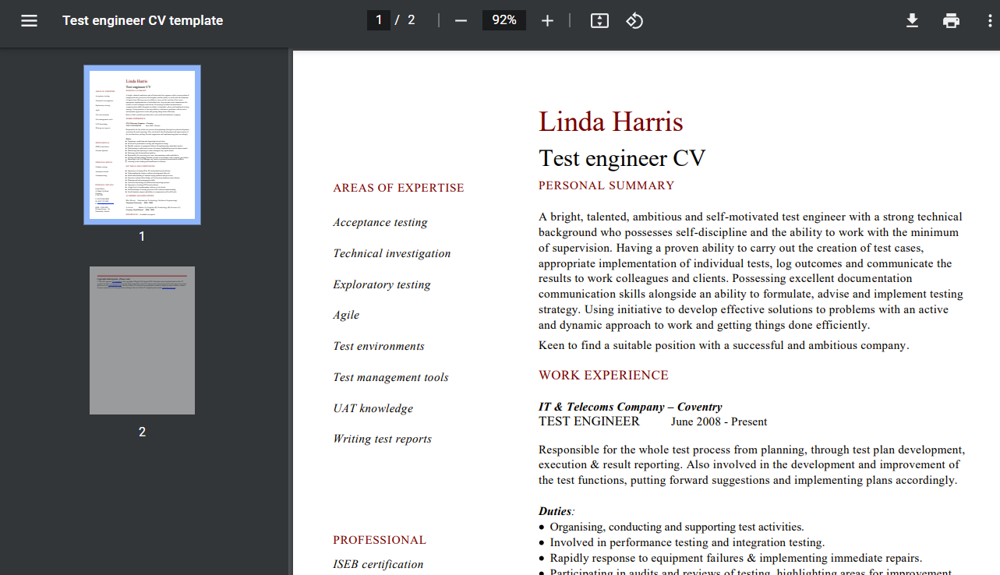 Test engineer CV template
1 / 2
92%
Linda Harris
Test engineer CV
1
2
AREAS OF EXPERTISE
Acceptance testing
Technical investigation
Exploratory testing
Agile
Test environments
Test management tools
UAT knowledge
Writing test reports
PROFESSIONAL
ISEB certification
Linda Harris
Test engineer CV
PERSONAL SUMMARY
A bright, talented, ambitious and self-motivated test engineer with a strong technical
background who possesses self-discipline and the ability to work with the minimum
of supervision. Having a proven ability to carry out the creation of test cases,
appropriate implementation of individual tests, log outcomes and communicate the
results to work colleagues and clients. Possessing excellent documentation
communication skills alongside an ability to formulate, advise and implement testing
strategy. Using initiative to develop effective solutions to problems with an active
and dynamic approach to work and getting things done efficiently.
Keen to find a suitable position with a successful and ambitious company.
WORK EXPERIENCE
IT & Telecoms Company – Coventry
TEST ENGINEER June 2008 - Present
Responsible for the whole test process from planning, through test plan development,
execution & result reporting. Also involved in the development and improvement of
the test functions, putting forward suggestions and implementing plans accordingly.
Duties:
● Organising, conducting and supporting test activities.
● Involved in performance testing and integration testing.
● Rapidly response to equipment failures & implementing immediate repairs.
● Participating in audits and reviews of testing, highlighting areas for improvement